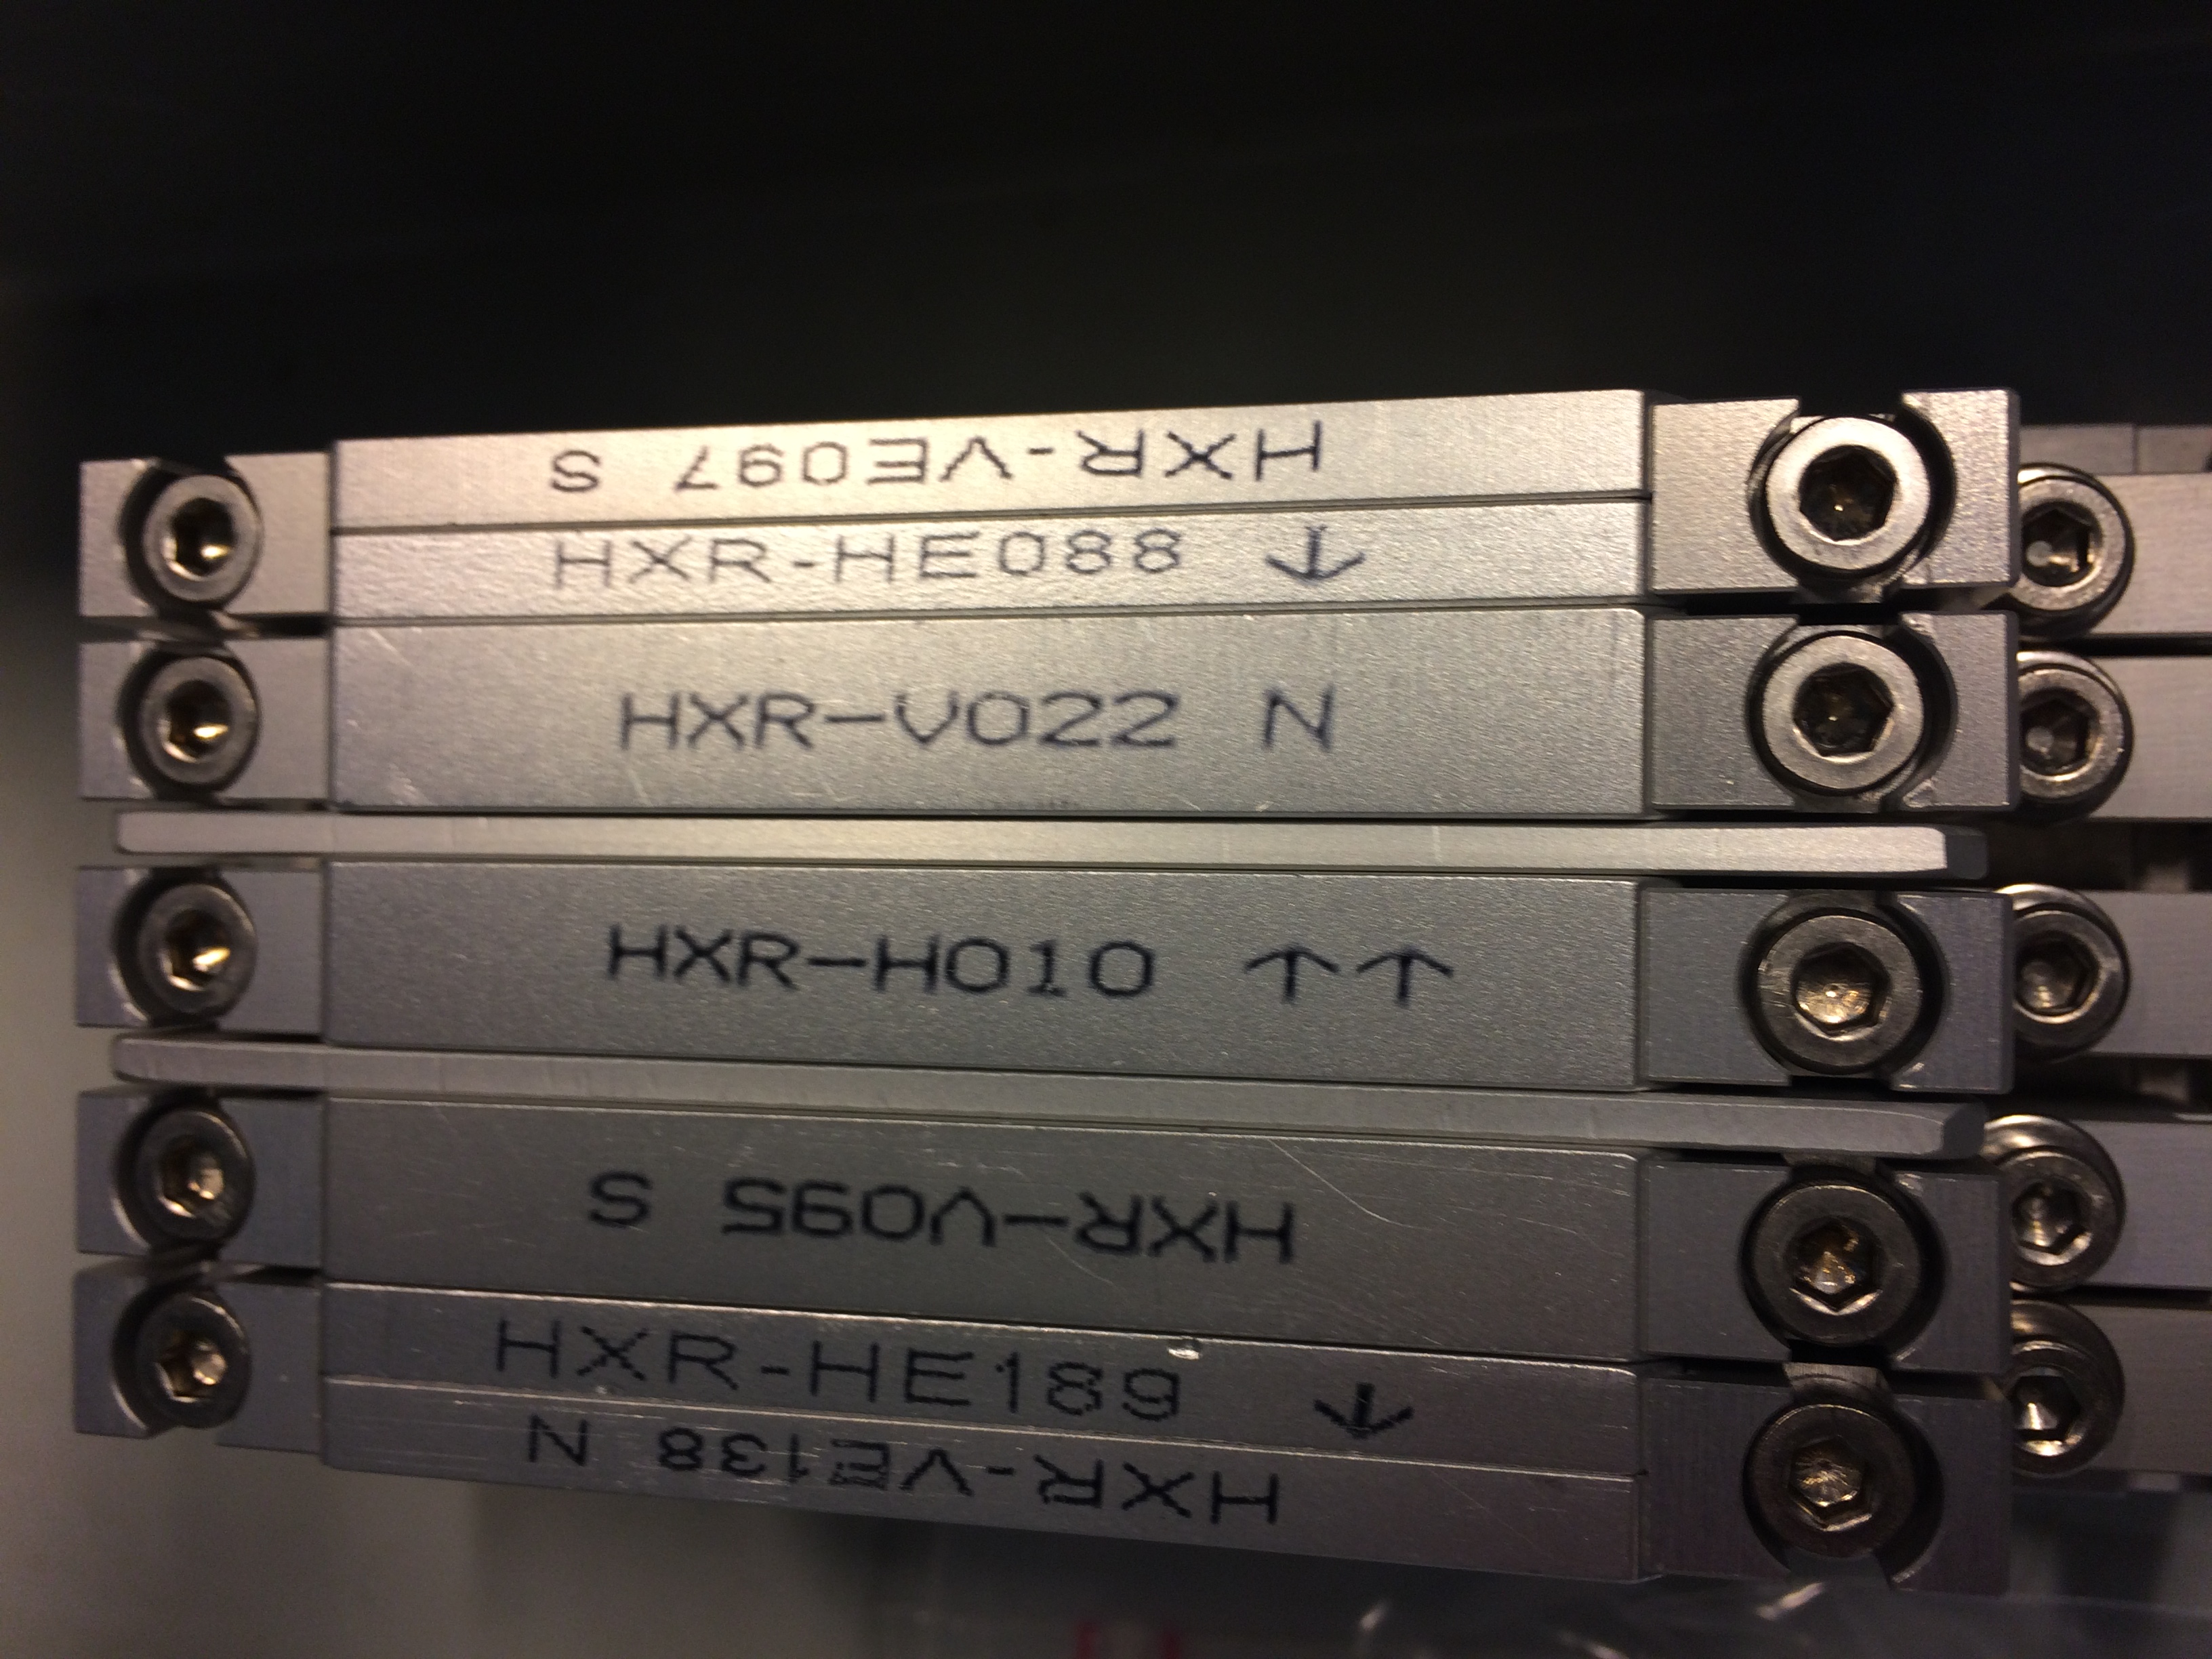 HXR-VE097 S
HXR-HE088 ↓
HXR-V022 N
HXR-H010 ↑↑
HXR-V095 S
HXR-HE189 ↓
HXR-VE138 N